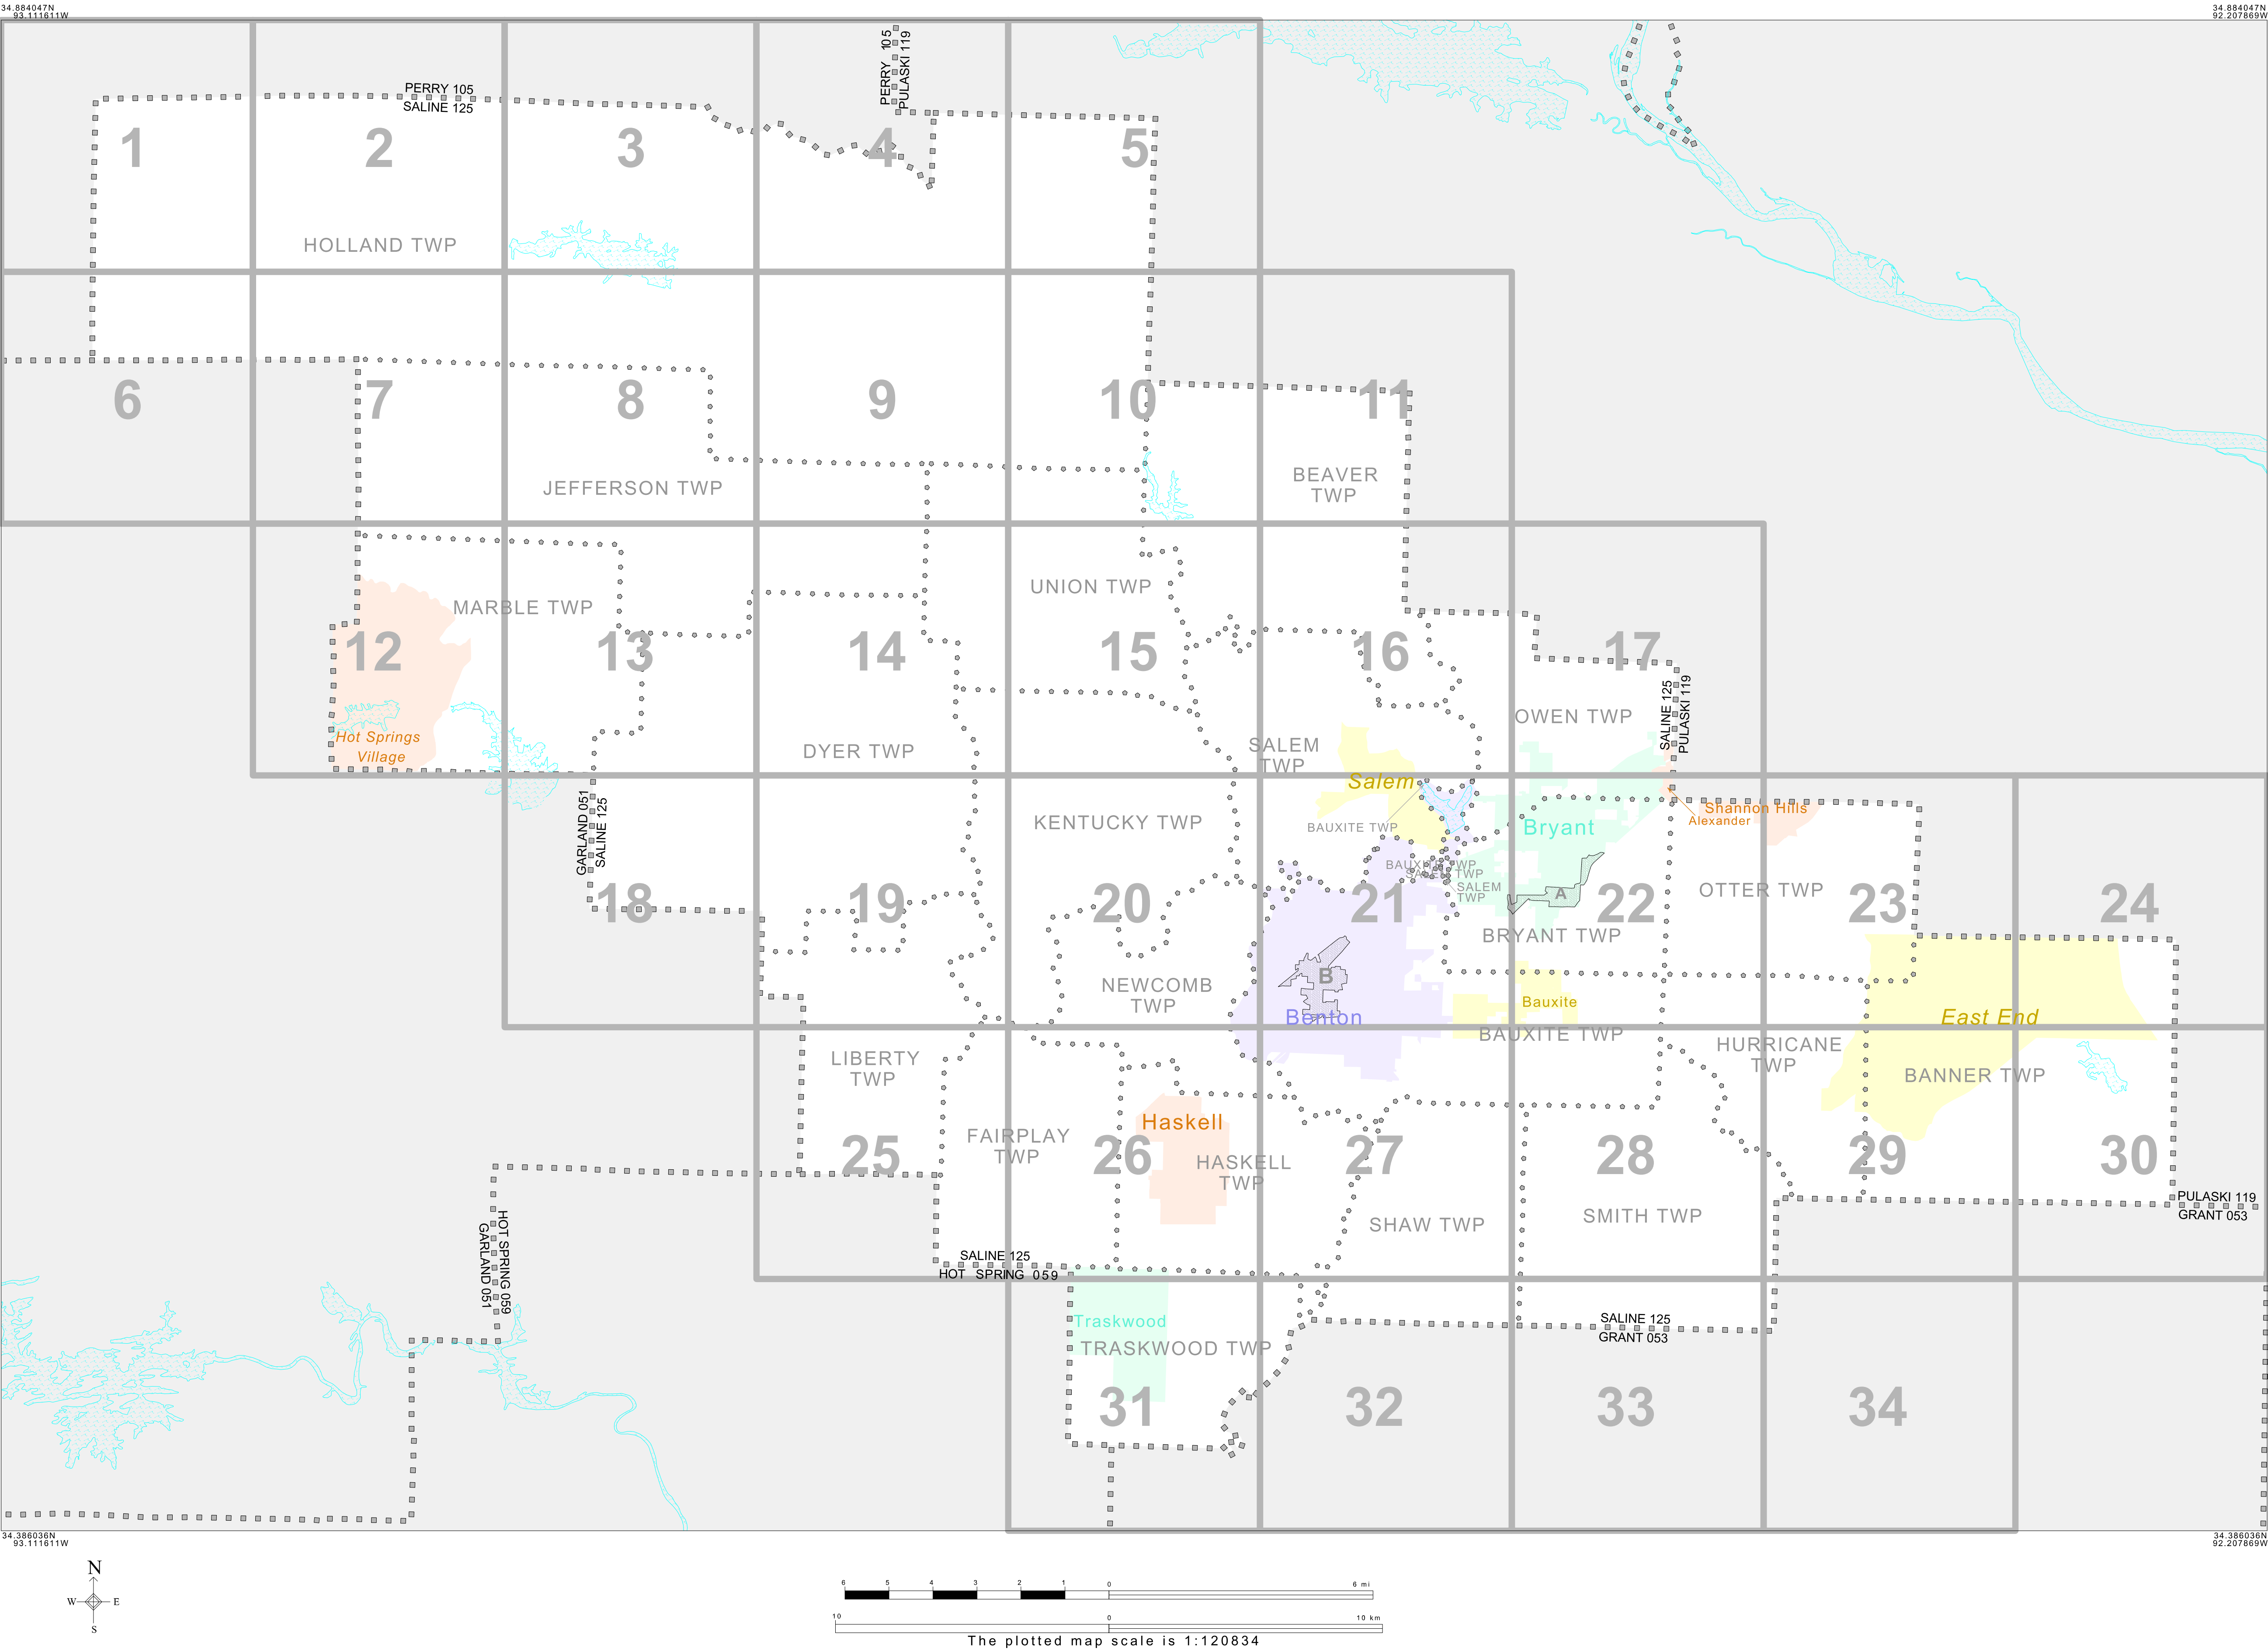 34.884047N
93.111611W
34.884047N
92.207869W
PERRY 105
PULASKI 119
PERRY 105
SALINE 125
1
2
3
4
5
HOLLAND TWP
6
7
8
9
10
11
JEFFERSON TWP
BEAVER
TWP
UNION TWP
MARBLE TWP
12
13
14
15
16
17
SALINE 125
PULASKI 119
OWEN TWP
Hot Springs
Village
DYER TWP
SALEM
TWP
Salem
GARLAND 051
SALINE 125
KENTUCKY TWP
BAUXITE TWP
Bryant
Shannon Hills
Alexander
BAUXITE TWP
SALEM TWP
SALEM
TWP
A
OTTER TWP
18
19
20
21
22
23
24
BRYANT TWP
B
NEWCOMB
TWP
Bauxite
Benton
East End
BAUXITE TWP
LIBERTY
TWP
HURRICANE
TWP
BANNER TWP
Haskell
FAIRPLAY
TWP
25
26
HASKELL
TWP
27
28
29
30
SHAW TWP
SMITH TWP
PULASKI 119
GRANT 053
HOT SPRING 059
GARLAND 051
SALINE 125
HOT SPRING 059
Traskwood
TRASKWOOD TWP
SALINE 125
GRANT 053
31
32
33
34
34.386036N
93.111611W
34.386036N
92.207869W
N
W
E
S
6 5 4 3 2 1 0 6 mi
10 0 10 km
The plotted map scale is 1:120834